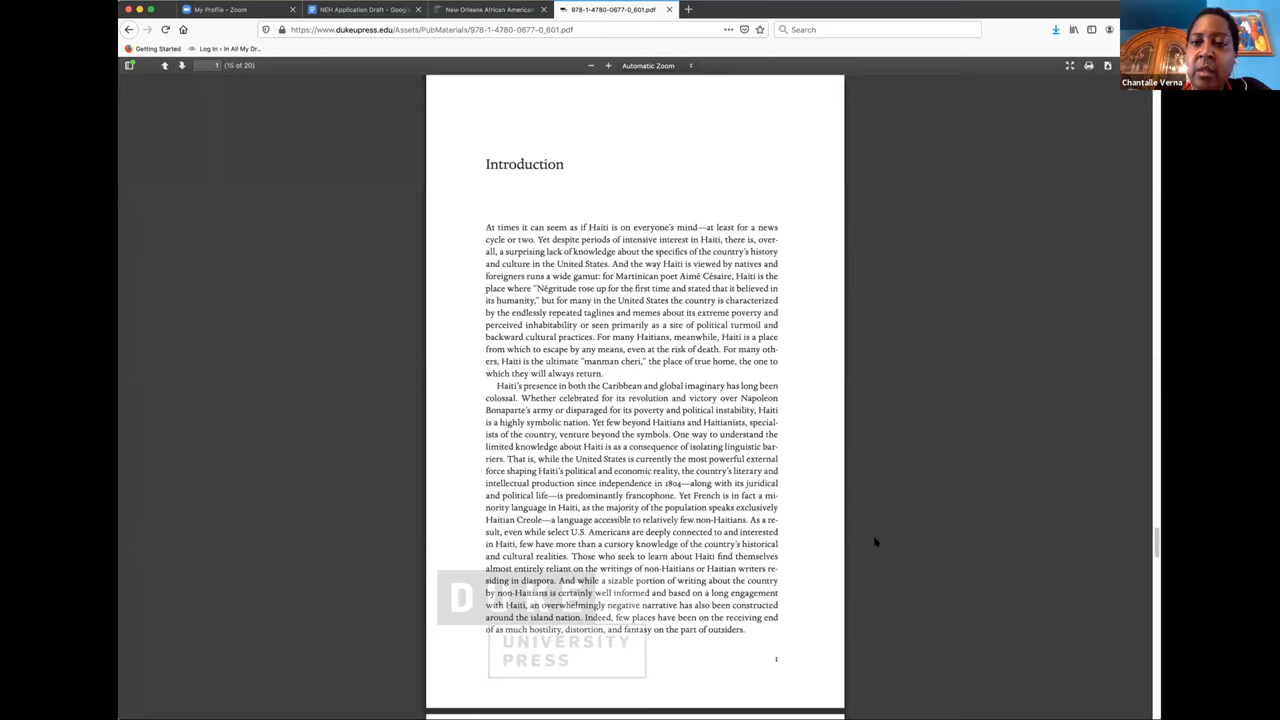 My Profile - Zoom
NEH Application Draft - Google
New Orleans African American
978-1-4780-0677-0_601.pdf
https://www.dukeupress.edu/Assets/PubMaterials/978-1-4780-0677-0_601.pdf
Search
Getting Started
Log In ‹ In All My Dr...
1
(15 of 20)
Automatic Zoom
Chantalle Verna
Introduction
At times it can seem as if Haiti is on everyone's mind—at least for a news
cycle or two. Yet despite periods of intensive interest in Haiti, there is, over-
all, a surprising lack of knowledge about the specifics of the country's history
and culture in the United States. And the way Haiti is viewed by natives and
foreigners runs a wide gamut: for Martinican poet Aimé Césaire, Haiti is the
place where "Négritude rose up for the first time and stated that it believed in
its humanity," but for many in the United States the country is characterized
by the endlessly repeated taglines and memes about its extreme poverty and
perceived inhabitability or seen primarily as a site of political turmoil and
backward cultural practices. For many Haitians, meanwhile, Haiti is a place
from which to escape by any means, even at the risk of death. For many oth-
ers, Haiti is the ultimate "manman cheri," the place of true home, the one to
which they will always return.
Haiti's presence in both the Caribbean and global imaginary has long been
colossal. Whether celebrated for its revolution and victory over Napoleon
Bonaparte's army or disparaged for its poverty and political instability, Haiti
is a highly symbolic nation. Yet few beyond Haitians and Haitianists, special-
ists of the country, venture beyond the symbols. One way to understand the
limited knowledge about Haiti is as a consequence of isolating linguistic bar-
riers. That is, while the United States is currently the most powerful external
force shaping Haiti's political and economic reality, the country's literary and
intellectual production since independence in 1804—along with its juridical
and political life—is predominantly francophone. Yet French is in fact a mi-
nority language in Haiti, as the majority of the population speaks exclusively
Haitian Creole—a language accessible to relatively few non-Haitians. As a re-
sult, even while select U.S. Americans are deeply connected to and interested
in Haiti, few have more than a cursory knowledge of the country's historical
and cultural realities. Those who seek to learn about Haiti find themselves
almost entirely reliant on the writings of non-Haitians or Haitian writers re-
siding in diaspora. And while a sizable portion of writing about the country
by non-Haitians is certainly well informed and based on a long engagement
with Haiti, an overwhelmingly negative narrative has also been constructed
around the island nation. Indeed, few places have been on the receiving end
of as much hostility, distortion, and fantasy on the part of outsiders.
DUKE
UNIVERSITY
PRESS
1